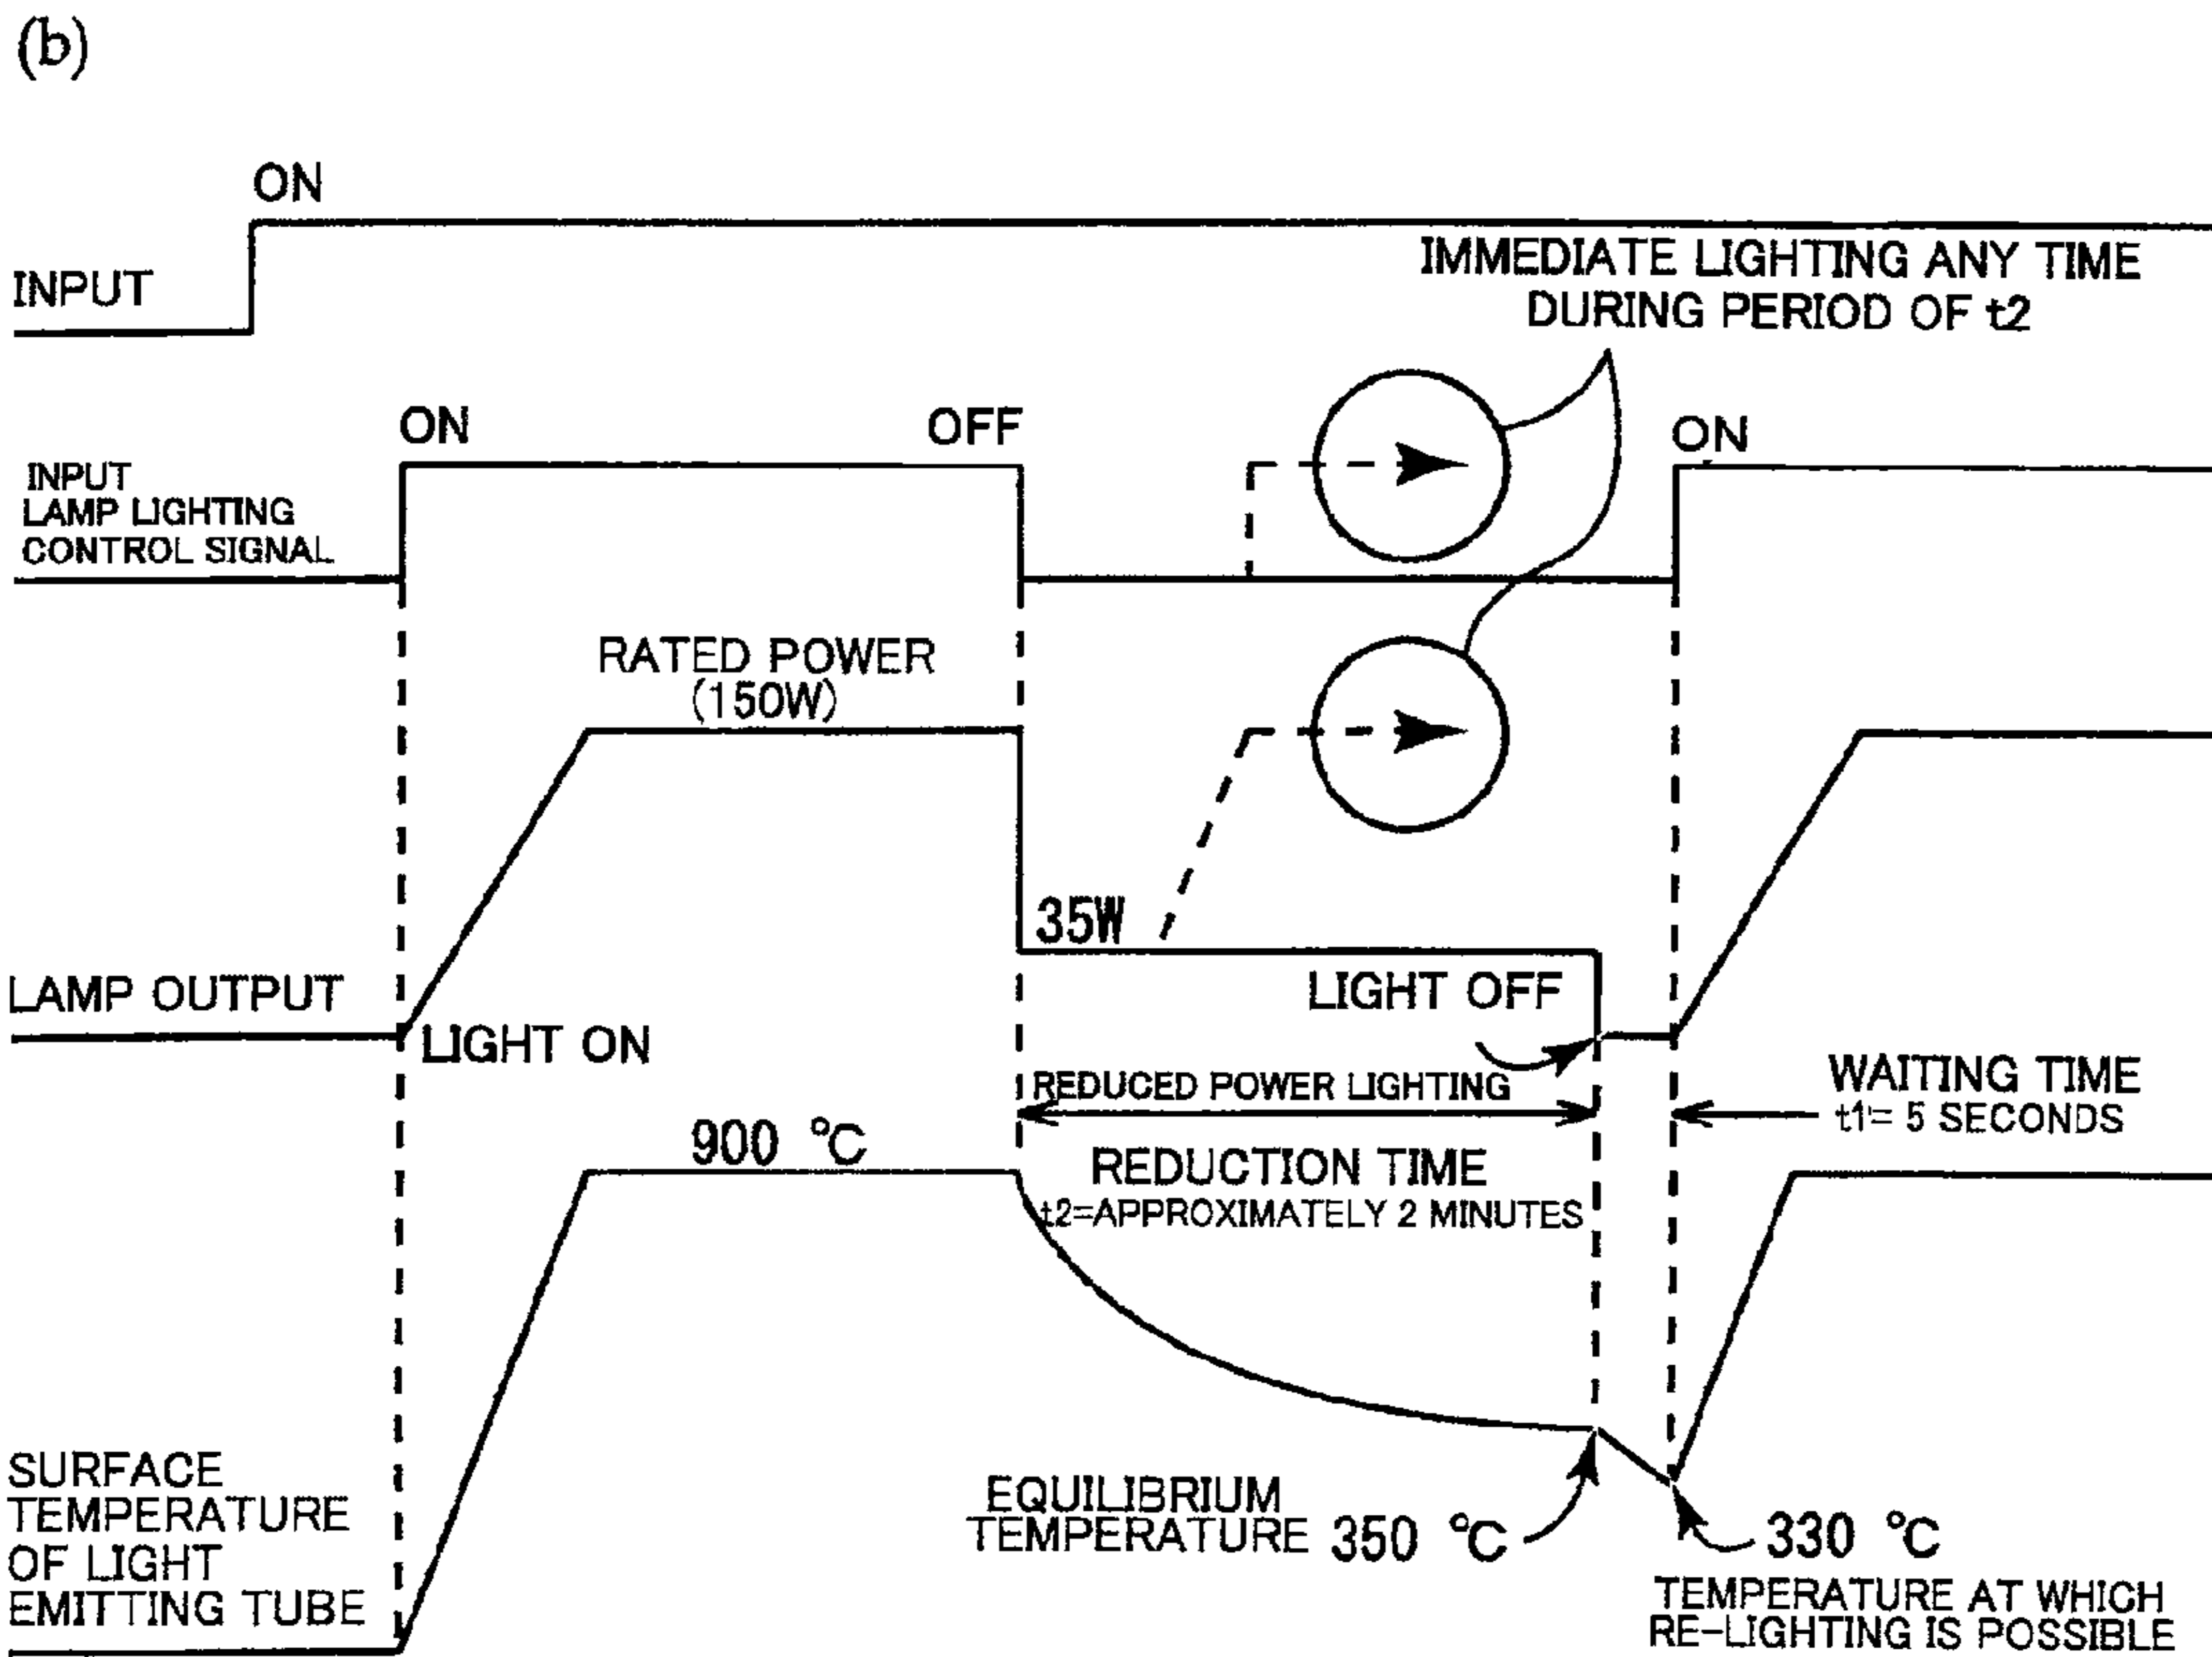 (b)
ON
INPUT
IMMEDIATE LIGHTING ANY TIME
DURING PERIOD OF t2
ON
OFF
ON
INPUT
LAMP LIGHTING
CONTROL SIGNAL
RATED POWER
(150W)
35W
LAMP OUTPUT
LIGHT OFF
LIGHT ON
REDUCED POWER LIGHTING
WAITING TIME
t1= 5 SECONDS
900 °C
REDUCTION TIME
t2=APPROXIMATELY 2 MINUTES
SURFACE
TEMPERATURE
OF LIGHT
EMITTING TUBE
EQUILIBRIUM
TEMPERATURE 350 °C
330 °C
TEMPERATURE AT WHICH
RE-LIGHTING IS POSSIBLE